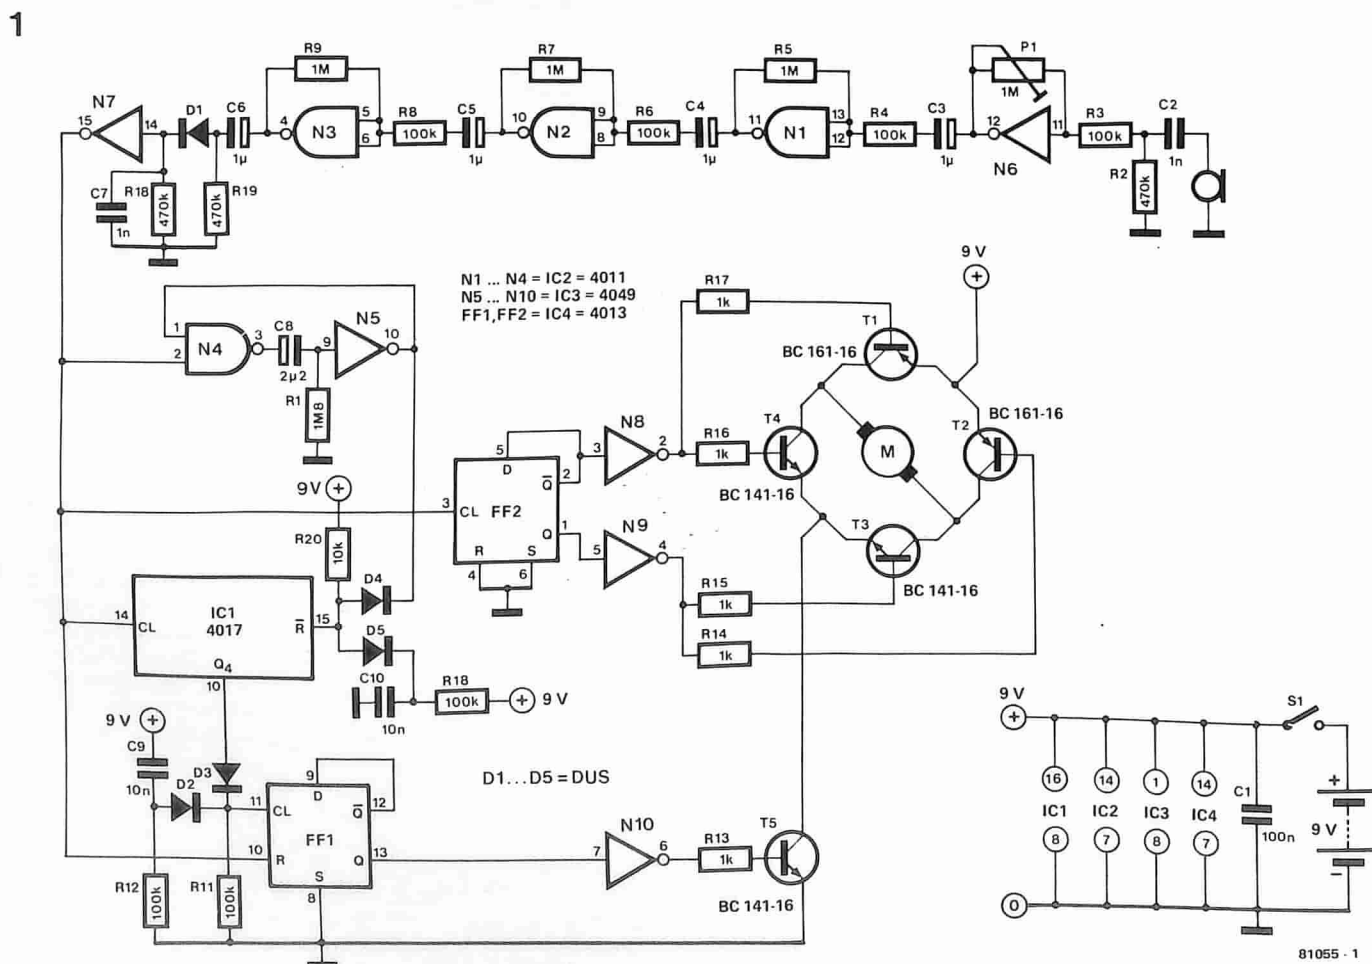 1
R9
1M
R7
1M
R5
1M
P1
1M
N7
15
14
D1
C6
1µ
4
N3
5
6
R8
100k
C5
1µ
10
N2
9
8
R6
100k
C4
1µ
11
N1
13
12
R4
100k
C3
1µ
12
N6
11
R3
100k
C2
1n
R2
470k
C7
1n
R18
470k
R19
470k
N1 ... N4 = IC2 = 4011
N5 ... N10 = IC3 = 4049
FF1, FF2 = IC4 = 4013
1
2
N4
3
C8
2µ2
9
N5
10
R1
1M8
R17
1k
9 V
+
T1
BC 161-16
BC 161-16
T2
T4
BC 141-16
M
T3
BC 141-16
N8
3
2
R16
1k
5
D
Q̅
2
3
CL
FF2
Q
1
R
S
4
6
N9
5
4
R15
1k
R14
1k
9 V
+
R20
10k
D4
D5
14
CL
IC1
4017
R̅
15
Q4
10
C10
10n
R18
100k
+
9 V
9 V
+
C9
10n
D2
D3
D1...D5 = DUS
9
D
11
CL
Q̅
12
FF1
10
R
Q
13
S
8
R12
100k
R11
100k
7
N10
6
R13
1k
T5
BC 141-16
9 V
+
S1
16
14
1
14
IC1
IC2
IC3
IC4
8
7
8
7
C1
100n
+
9 V
–
0
81055 - 1